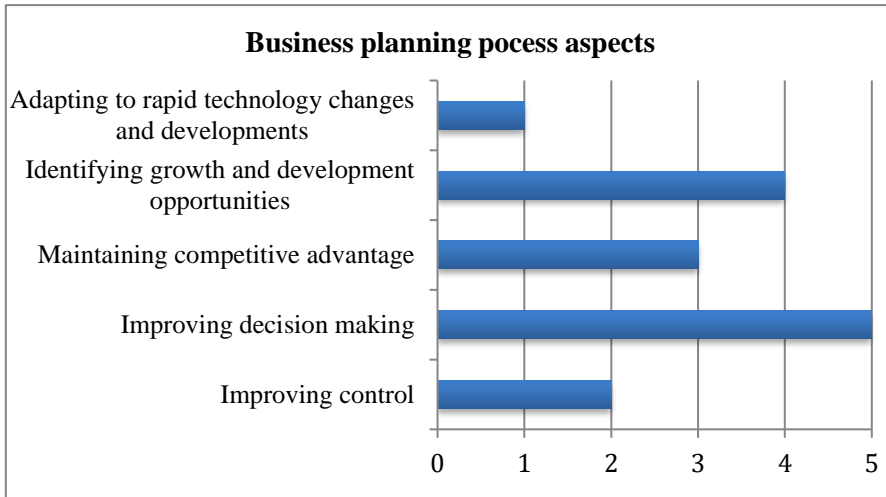 Business planning pocess aspects
Adapting to rapid technology changes
and developments
Identifying growth and development
opportunities
Maintaining competitive advantage
Improving decision making
Improving control
0 1 2 3 4 5